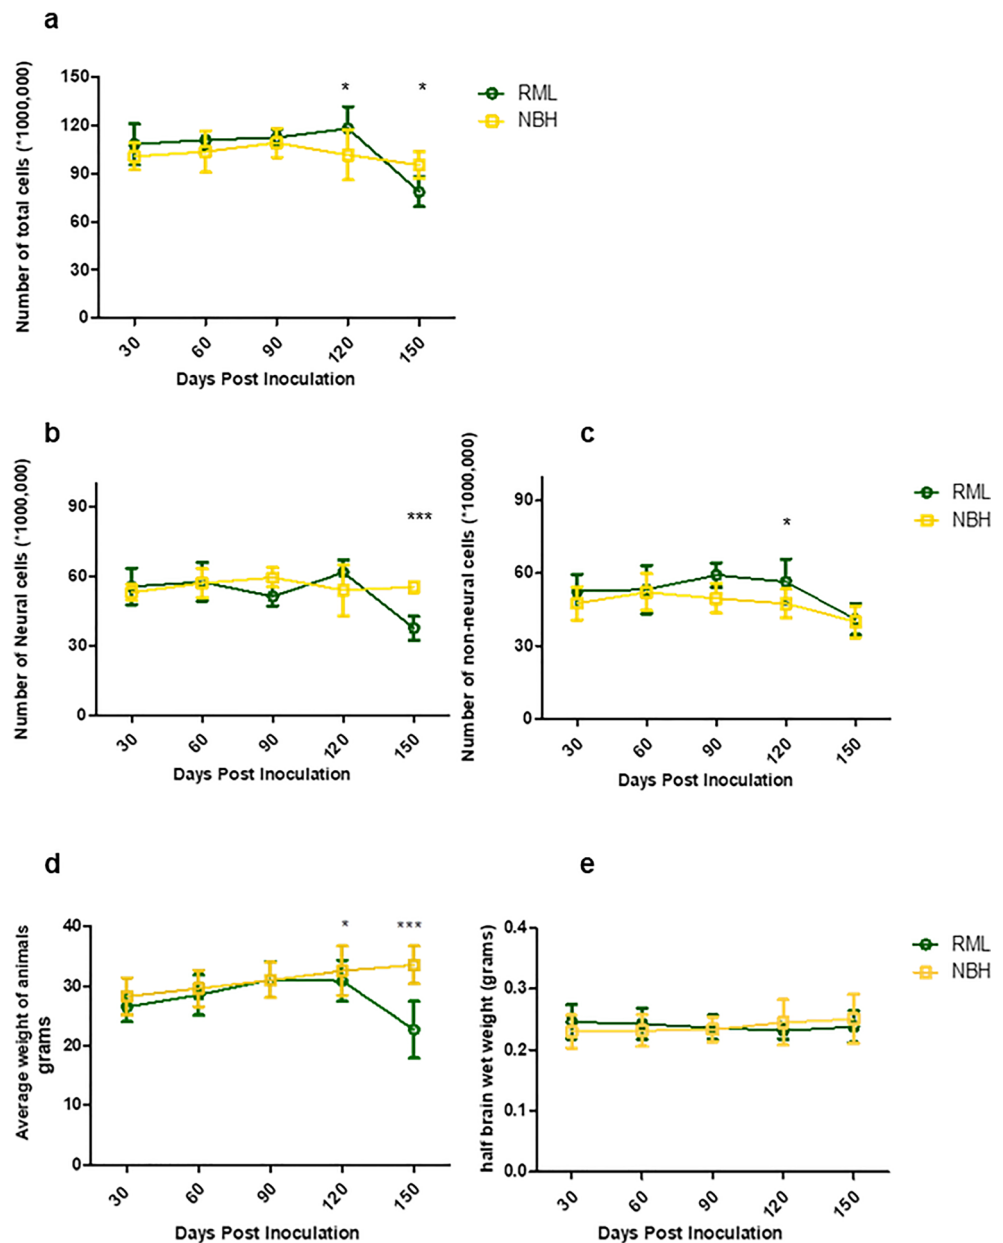 a
Number of total cells (*1000,000)
150
120
90
60
30
0
* *
RML
NBH
30 60 90 120 150
Days Post Inoculation
b
Number of Neural cells (*1000,000)
90
60
30
0
***
30 60 90 120 150
Days Post Inoculation
c
Number of non-neural cells (*1000,000)
90
60
30
0
*
RML
NBH
30 60 90 120 150
Days Post Inoculation
d
Average weight of animals
grams
40
30
20
10
0
* ***
30 60 90 120 150
Days Post Inoculation
e
half brain wet weight (grams)
0.4
0.3
0.2
0.1
0.0
RML
NBH
30 60 90 120 150
Days Post Inoculation